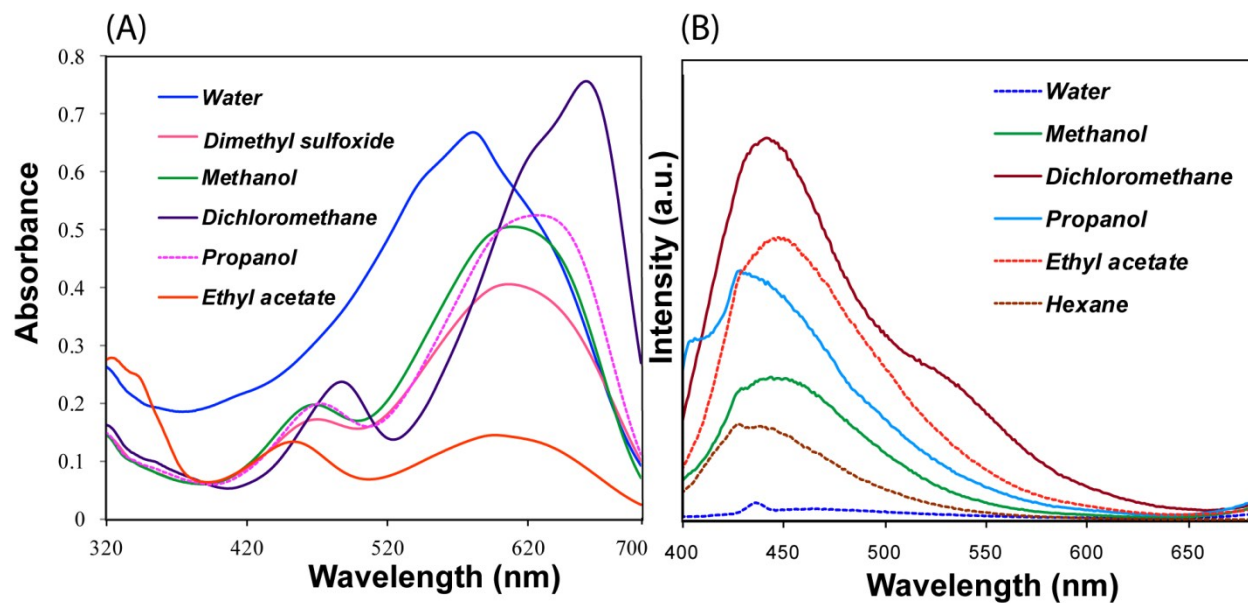 (A)
0.8
0.7
0.6
0.5
0.4
0.3
0.2
0.1
0
Absorbance
Water
Dimethyl sulfoxide
Methanol
Dichloromethane
Propanol
Ethyl acetate
320 420 520 620 700
Wavelength (nm)
(B)
Intensity (a.u.)
Water
Methanol
Dichloromethane
Propanol
Ethyl acetate
Hexane
400 450 500 550 600 650
Wavelength (nm)